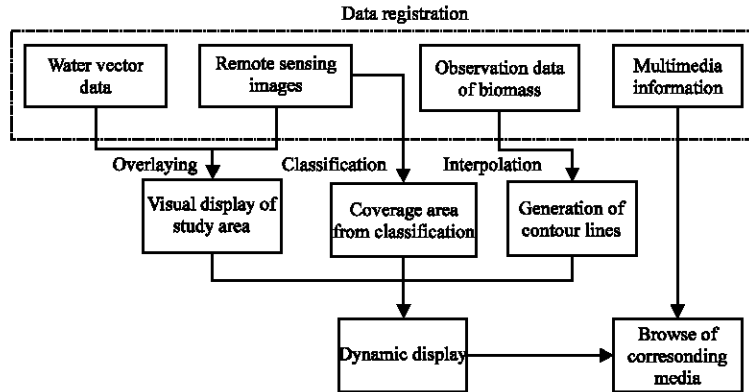 Data registration
Water vector
data
Remote sensing
images
Observation data
of biomass
Multimedia
information
Overlaying
Classification
Interpolation
Visual display of
study area
Coverage area
from classification
Generation of
contour lines
Dynamic display
Browse of
corresonding
media